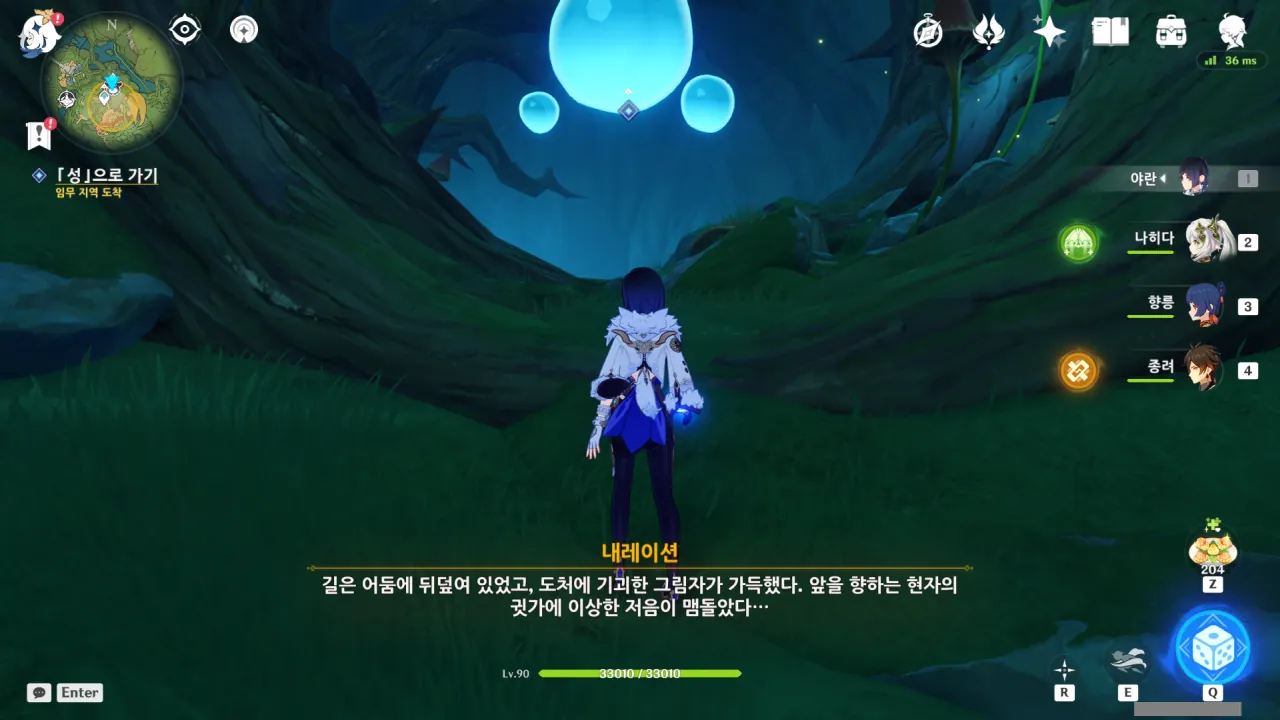 N
36 ms
「성」으로 가기
임무 지역 도착
야란
1
나히다
2
향릉
3
종려
4
내레이션
길은 어둠에 뒤덮여 있었고, 도처에 기괴한 그림자가 가득했다. 앞을 향하는 현자의
귓가에 이상한 저음이 맴돌았다…
204
Z
Lv.90
33010 / 33010
Enter
R
E
Q